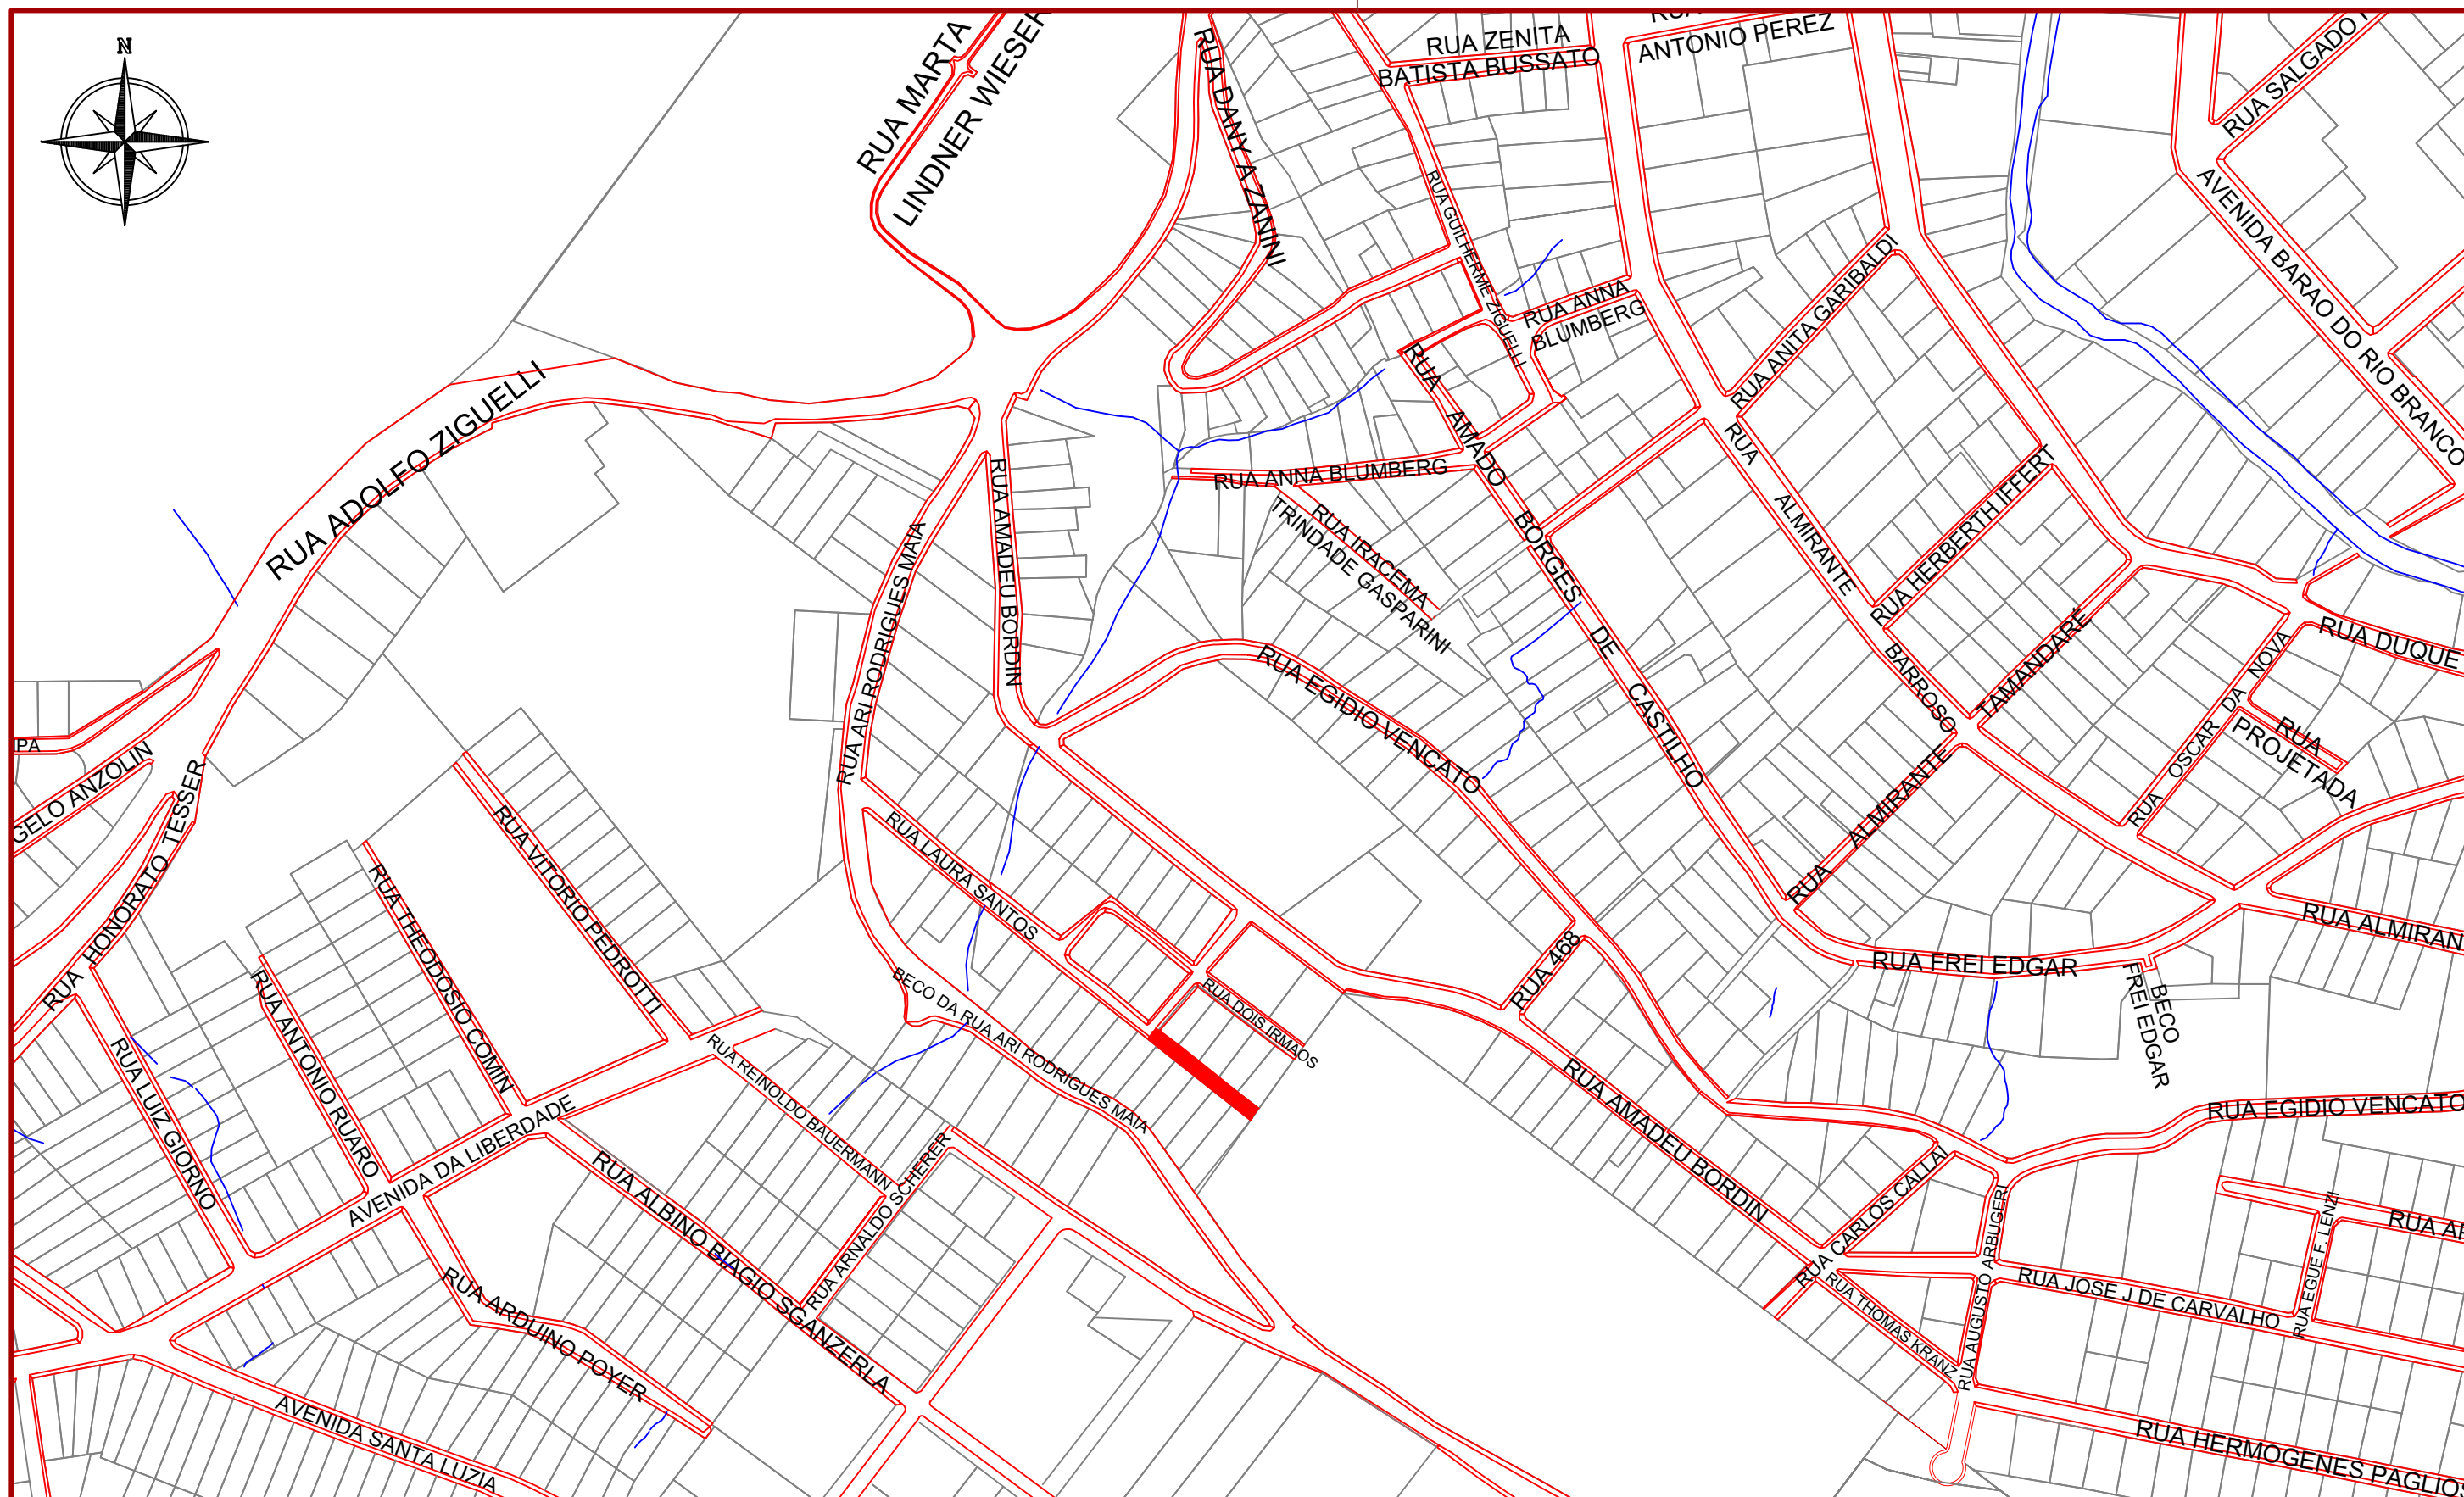 N
RUA MARTA
LINDNER WIESER
RUA DANY A ZANINI
RUA ZENITA
BATISTA BUSSATO
RUA
ANTONIO PEREZ
RUA SALGADO
AVENIDA BARAO DO RIO BRANCO
RUA GUILHERME ZIGUELLI
RUA ANNA
BLUMBERG
RUA ANITA GARIBALDI
RUA ADOLFO ZIGUELLI
RUA AMADO BORGES DE CASTILHO
RUA ANNA BLUMBERG
RUA IRACEMA
TRINDADE GASPARINI
RUA ALMIRANTE BARROSO
RUA HERBERTH IFFERT
RUA ARI RODRIGUES MAIA
RUA AMADEU BORDIN
RUA EGIDIO VENCATO
RUA ALMIRANTE TAMANDARE
RUA OSCAR DA NOVA
RUA DUQUE
RUA
PROJETADA
IPA
GELO ANZOLIN
RUA HONORATO TESSER
RUA VITORIO PEDROTTI
RUA THEODOSIO COMIN
RUA ANTONIO RUARO
RUA LUIZ GIORNO
RUA LAURA SANTOS
BECO DA RUA ARI RODRIGUES MAIA
RUA DOIS IRMAOS
RUA 468
RUA FREI EDGAR
BECO
FREI EDGAR
RUA ALMIRAN
RUA REINOLDO BAUERMANN
RUA ARNALDO SCHERER
AVENIDA DA LIBERDADE
RUA ALBINO BIAGIO SGANZERLA
RUA ARDUINO POYER
AVENIDA SANTA LUZIA
RUA AMADEU BORDIN
RUA EGIDIO VENCATO
RUA CARLOS CALLAI
RUA AUGUSTO ARBUGERI
RUA THOMAS KRANZ
RUA JOSE J DE CARVALHO
RUA EGUE F. LENZI
RUA AR
RUA HERMOGENES PAGLIOS